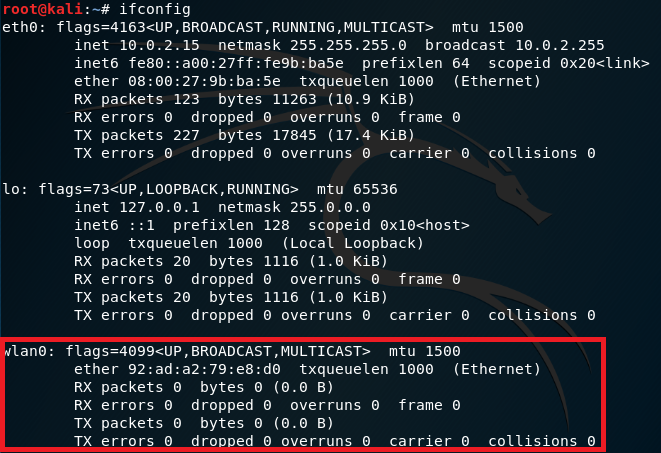 root@kali:~# ifconfig
eth0: flags=4163<UP,BROADCAST,RUNNING,MULTICAST>  mtu 1500
        inet 10.0.2.15  netmask 255.255.255.0  broadcast 10.0.2.255
        inet6 fe80::a00:27ff:fe9b:ba5e  prefixlen 64  scopeid 0x20<link>
        ether 08:00:27:9b:ba:5e  txqueuelen 1000  (Ethernet)
        RX packets 123  bytes 11263 (10.9 KiB)
        RX errors 0  dropped 0  overruns 0  frame 0
        TX packets 227  bytes 17845 (17.4 KiB)
        TX errors 0  dropped 0 overruns 0  carrier 0  collisions 0
lo: flags=73<UP,LOOPBACK,RUNNING>  mtu 65536
        inet 127.0.0.1  netmask 255.0.0.0
        inet6 ::1  prefixlen 128  scopeid 0x10<host>
        loop  txqueuelen 1000  (Local Loopback)
        RX packets 20  bytes 1116 (1.0 KiB)
        RX errors 0  dropped 0  overruns 0  frame 0
        TX packets 20  bytes 1116 (1.0 KiB)
        TX errors 0  dropped 0 overruns 0  carrier 0  collisions 0
wlan0: flags=4099<UP,BROADCAST,MULTICAST>  mtu 1500
        ether 92:ad:a2:79:e8:d0  txqueuelen 1000  (Ethernet)
        RX packets 0  bytes 0 (0.0 B)
        RX errors 0  dropped 0  overruns 0  frame 0
        TX packets 0  bytes 0 (0.0 B)
        TX errors 0  dropped 0 overruns 0  carrier 0  collisions 0